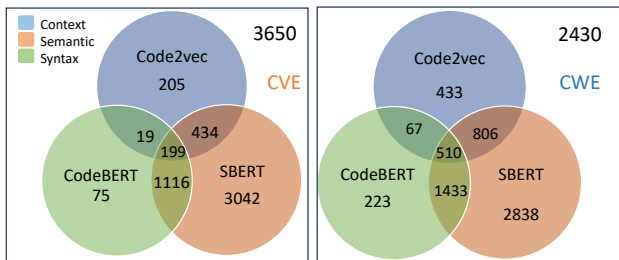 Context
Semantic
Syntax
3650
CVE
Code2vec
205
19
434
199
CodeBERT
75
1116
SBERT
3042
2430
CWE
Code2vec
433
67
806
510
CodeBERT
223
1433
SBERT
2838